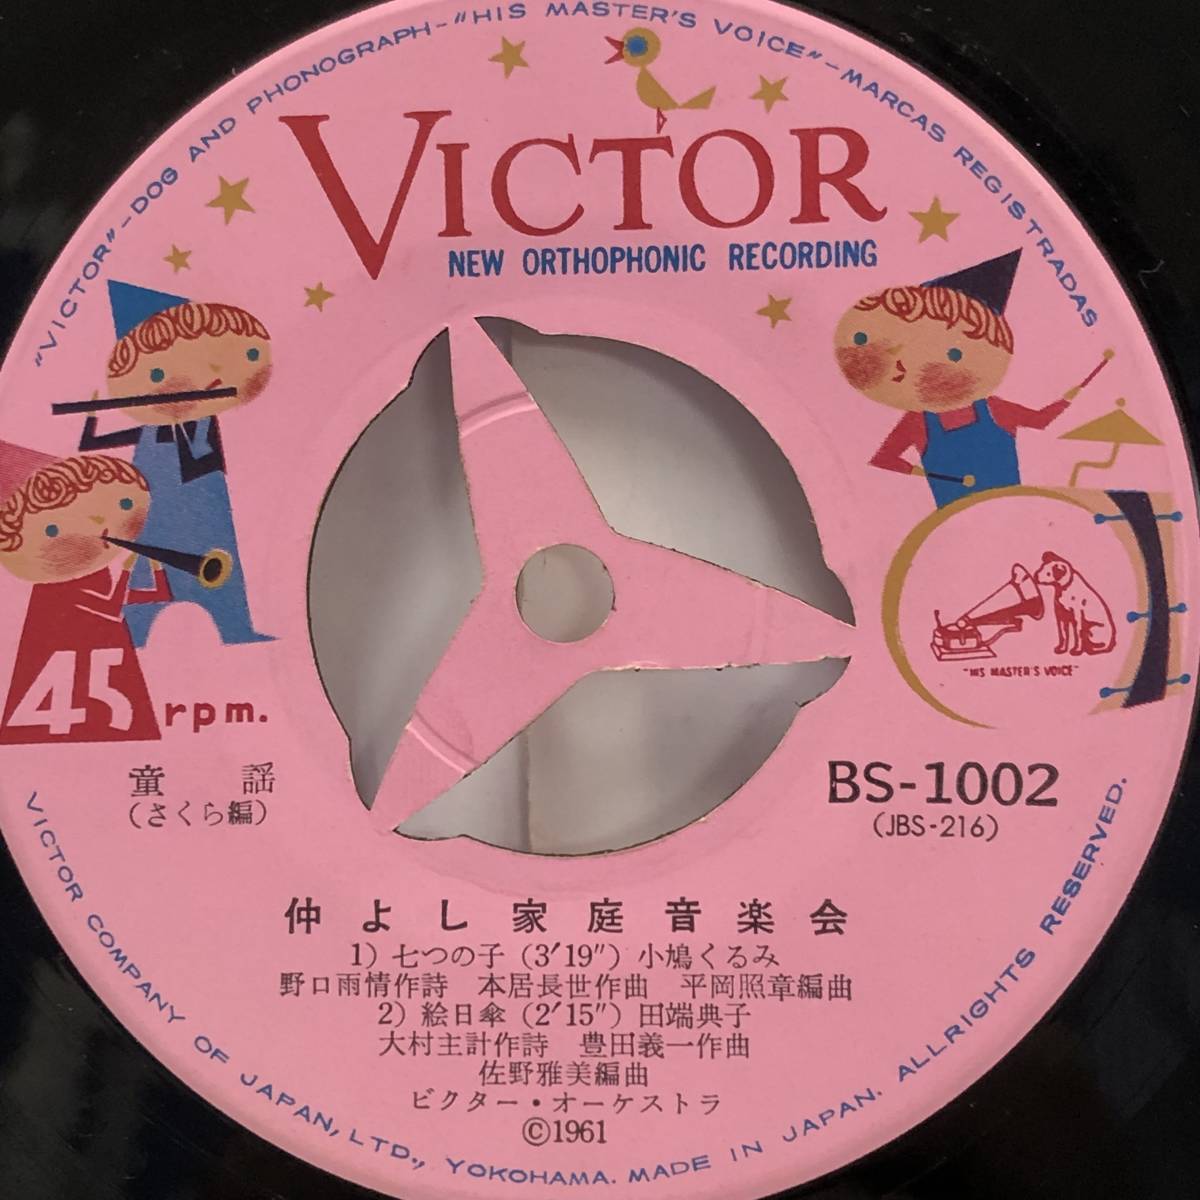 "VICTOR"-DOG AND PHONOGRAPH-"HIS MASTER'S VOICE"-MARCAS REGISTRADAS
VICTOR
NEW ORTHOPHONIC RECORDING
"HIS MASTER'S VOICE"
45 rpm.
童謡
(さくら編)
BS-1002
(JBS-216)
仲よし家庭音楽会
1) 七つの子 (3′19″) 小鳩くるみ
野口雨情作詩 本居長世作曲 平岡照章編曲
2) 絵日傘 (2′15″) 田端典子
大村主計作詩 豊田義一作曲
佐野雅美編曲
ビクター・オーケストラ
©1961
VICTOR COMPANY OF JAPAN, LTD., YOKOHAMA. MADE IN JAPAN. ALL RIGHTS RESERVED.